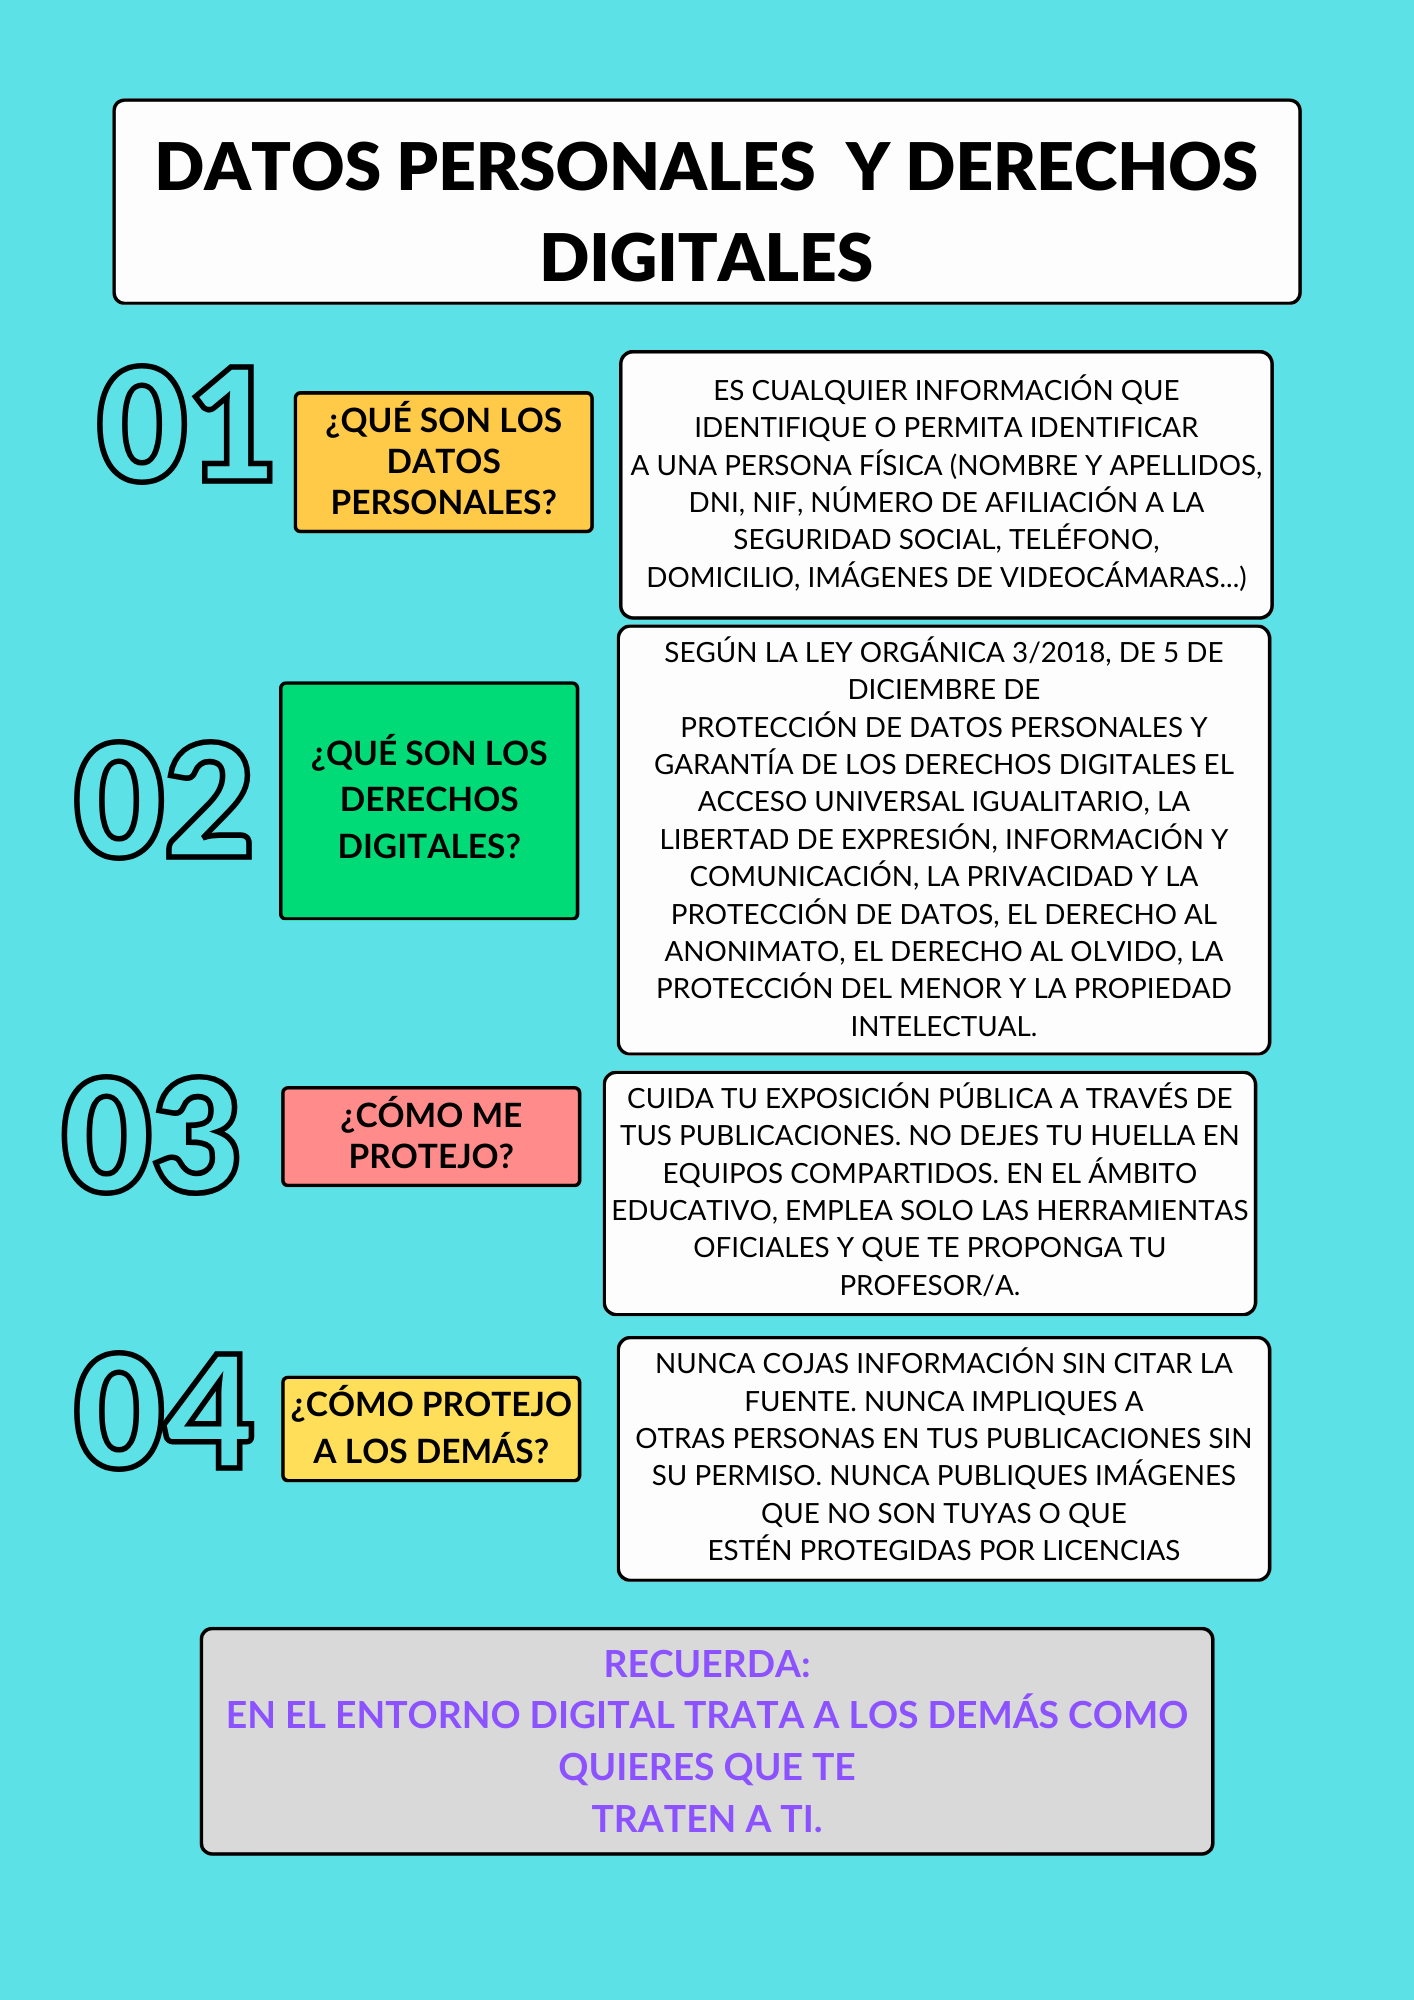 DATOS PERSONALES  Y DERECHOS
DIGITALES
01
¿QUÉ SON LOS
DATOS
PERSONALES?
ES CUALQUIER INFORMACIÓN QUE
IDENTIFIQUE O PERMITA IDENTIFICAR
A UNA PERSONA FÍSICA (NOMBRE Y APELLIDOS,
DNI, NIF, NÚMERO DE AFILIACIÓN A LA
SEGURIDAD SOCIAL, TELÉFONO,
DOMICILIO, IMÁGENES DE VIDEOCÁMARAS...)
02
¿QUÉ SON LOS
DERECHOS
DIGITALES?
SEGÚN LA LEY ORGÁNICA 3/2018, DE 5 DE
DICIEMBRE DE
PROTECCIÓN DE DATOS PERSONALES Y
GARANTÍA DE LOS DERECHOS DIGITALES EL
ACCESO UNIVERSAL IGUALITARIO, LA
LIBERTAD DE EXPRESIÓN, INFORMACIÓN Y
COMUNICACIÓN, LA PRIVACIDAD Y LA
PROTECCIÓN DE DATOS, EL DERECHO AL
ANONIMATO, EL DERECHO AL OLVIDO, LA
PROTECCIÓN DEL MENOR Y LA PROPIEDAD
INTELECTUAL.
03
¿CÓMO ME
PROTEJO?
CUIDA TU EXPOSICIÓN PÚBLICA A TRAVÉS DE
TUS PUBLICACIONES. NO DEJES TU HUELLA EN
EQUIPOS COMPARTIDOS. EN EL ÁMBITO
EDUCATIVO, EMPLEA SOLO LAS HERRAMIENTAS
OFICIALES Y QUE TE PROPONGA TU
PROFESOR/A.
04
¿CÓMO PROTEJO
A LOS DEMÁS?
NUNCA COJAS INFORMACIÓN SIN CITAR LA
FUENTE. NUNCA IMPLIQUES A
OTRAS PERSONAS EN TUS PUBLICACIONES SIN
SU PERMISO. NUNCA PUBLIQUES IMÁGENES
QUE NO SON TUYAS O QUE
ESTÉN PROTEGIDAS POR LICENCIAS
RECUERDA:
EN EL ENTORNO DIGITAL TRATA A LOS DEMÁS COMO
QUIERES QUE TE
TRATEN A TI.